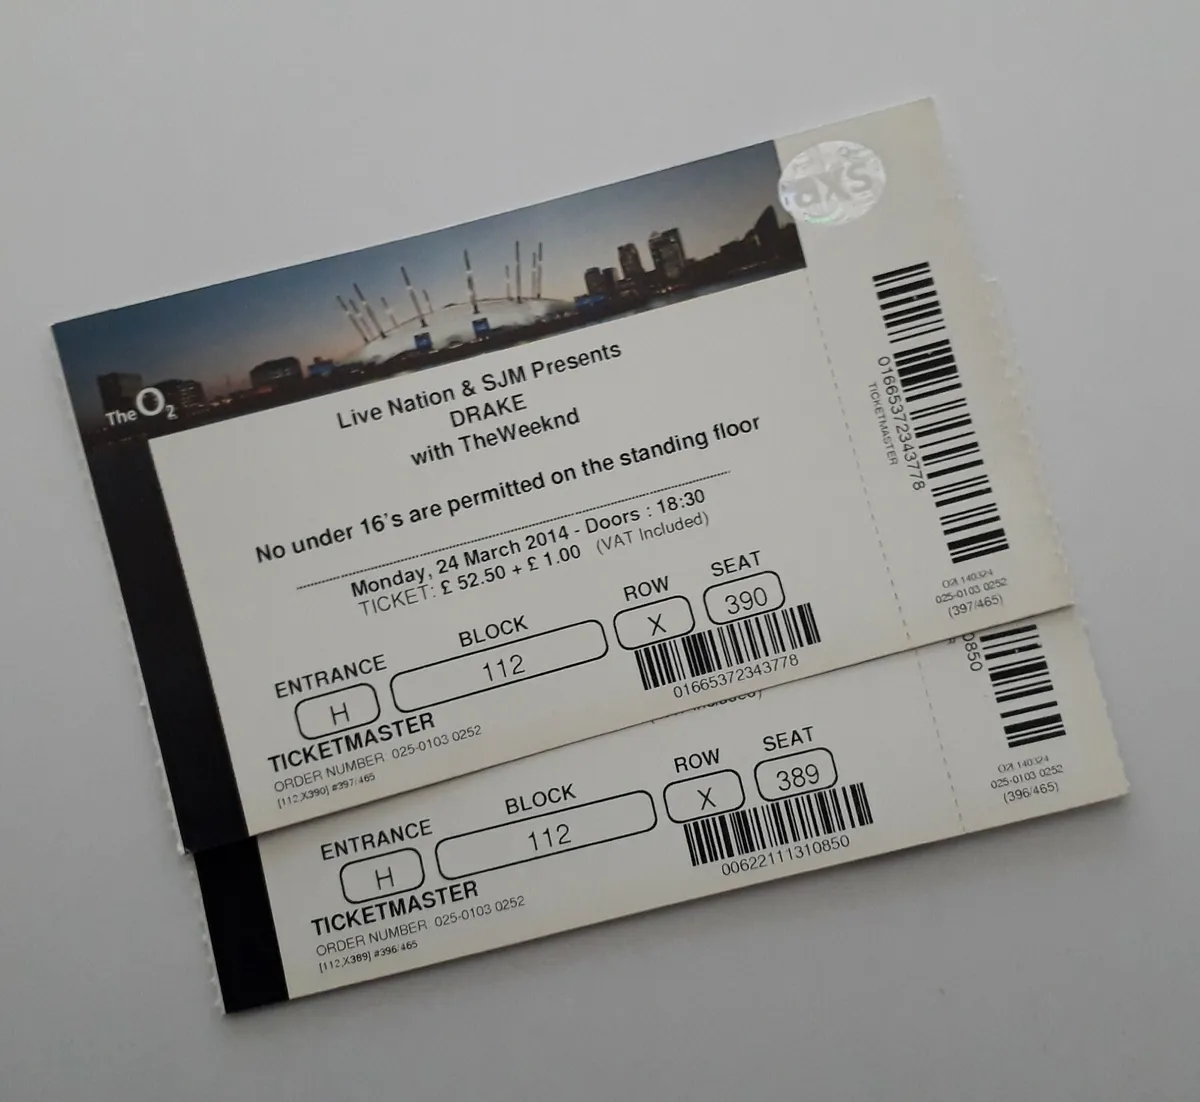 axs
The O2
Live Nation & SJM Presents
DRAKE
with TheWeeknd
No under 16's are permitted on the standing floor
Monday, 24 March 2014 - Doors : 18:30
TICKET: £ 52.50 + £ 1.00 (VAT Included)
ENTRANCE BLOCK ROW SEAT
H 112 X 390
01665372343778
TICKETMASTER
ORDER NUMBER 025-0103 0252
[112,X390] #397/465
01665372343778
TICKETMASTER
O2L140324
025-0103 0252
(397/465)
ENTRANCE BLOCK ROW SEAT
H 112 X 389
00622111310850
TICKETMASTER
ORDER NUMBER 025-0103 0252
[112,X389] #396/465
0850
O2L140324
025-0103 0252
(396/465)